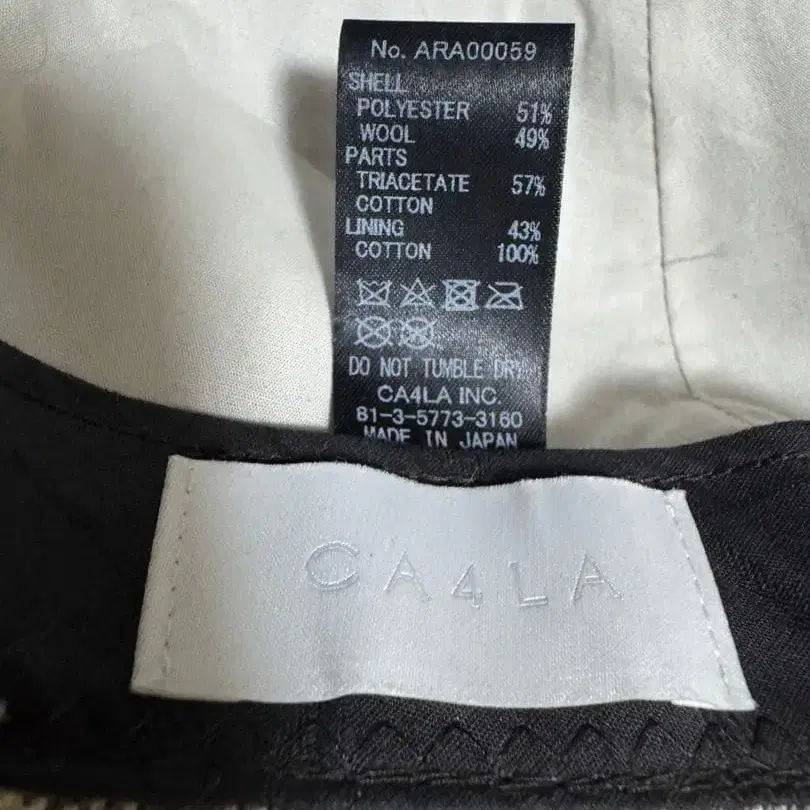 No. ARA00059
SHELL
POLYESTER 51%
WOOL 49%
PARTS
TRIACETATE 57%
COTTON
LINING 43%
COTTON 100%
DO NOT TUMBLE DRY
CA4LA INC.
81-3-5773-3160
MADE IN JAPAN
CA4LA